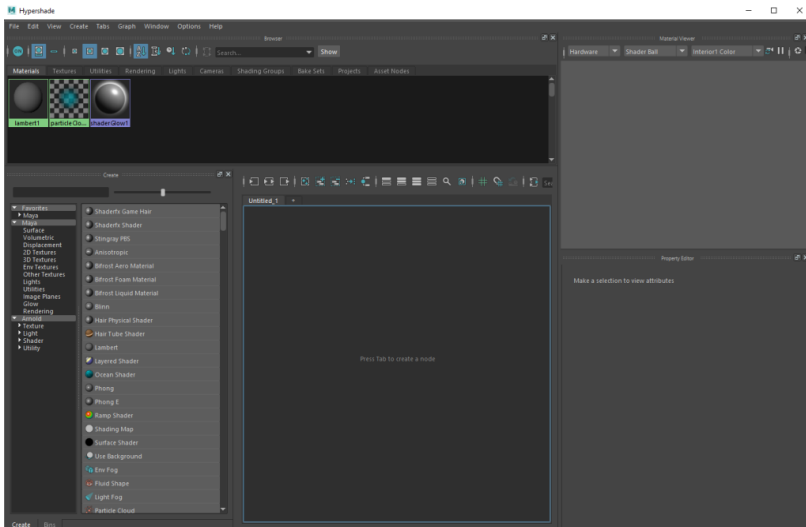 Hypershade
File Edit View Create Tabs Graph Window Options Help
Browser
Search...
Show
Materials Textures Utilities Rendering Lights Cameras Shading Groups Bake Sets Projects Asset Nodes
lambert1 particleClo... shaderGlow1
Material Viewer
Hardware Shader Ball Interior1 Color
Create
Favorites
Maya
Maya
Surface
Volumetric
Displacement
2D Textures
3D Textures
Env Textures
Other Textures
Lights
Utilities
Image Planes
Glow
Rendering
Arnold
Texture
Light
Shader
Utility
Shaderfx Game Hair
Shaderfx Shader
Stingray PBS
Anisotropic
Bifrost Aero Material
Bifrost Foam Material
Bifrost Liquid Material
Blinn
Hair Physical Shader
Hair Tube Shader
Lambert
Layered Shader
Ocean Shader
Phong
Phong E
Ramp Shader
Shading Map
Surface Shader
Use Background
Env Fog
Fluid Shape
Light Fog
Particle Cloud
Create Bins
Untitled_1 +
Press Tab to create a node
Property Editor
Make a selection to view attributes